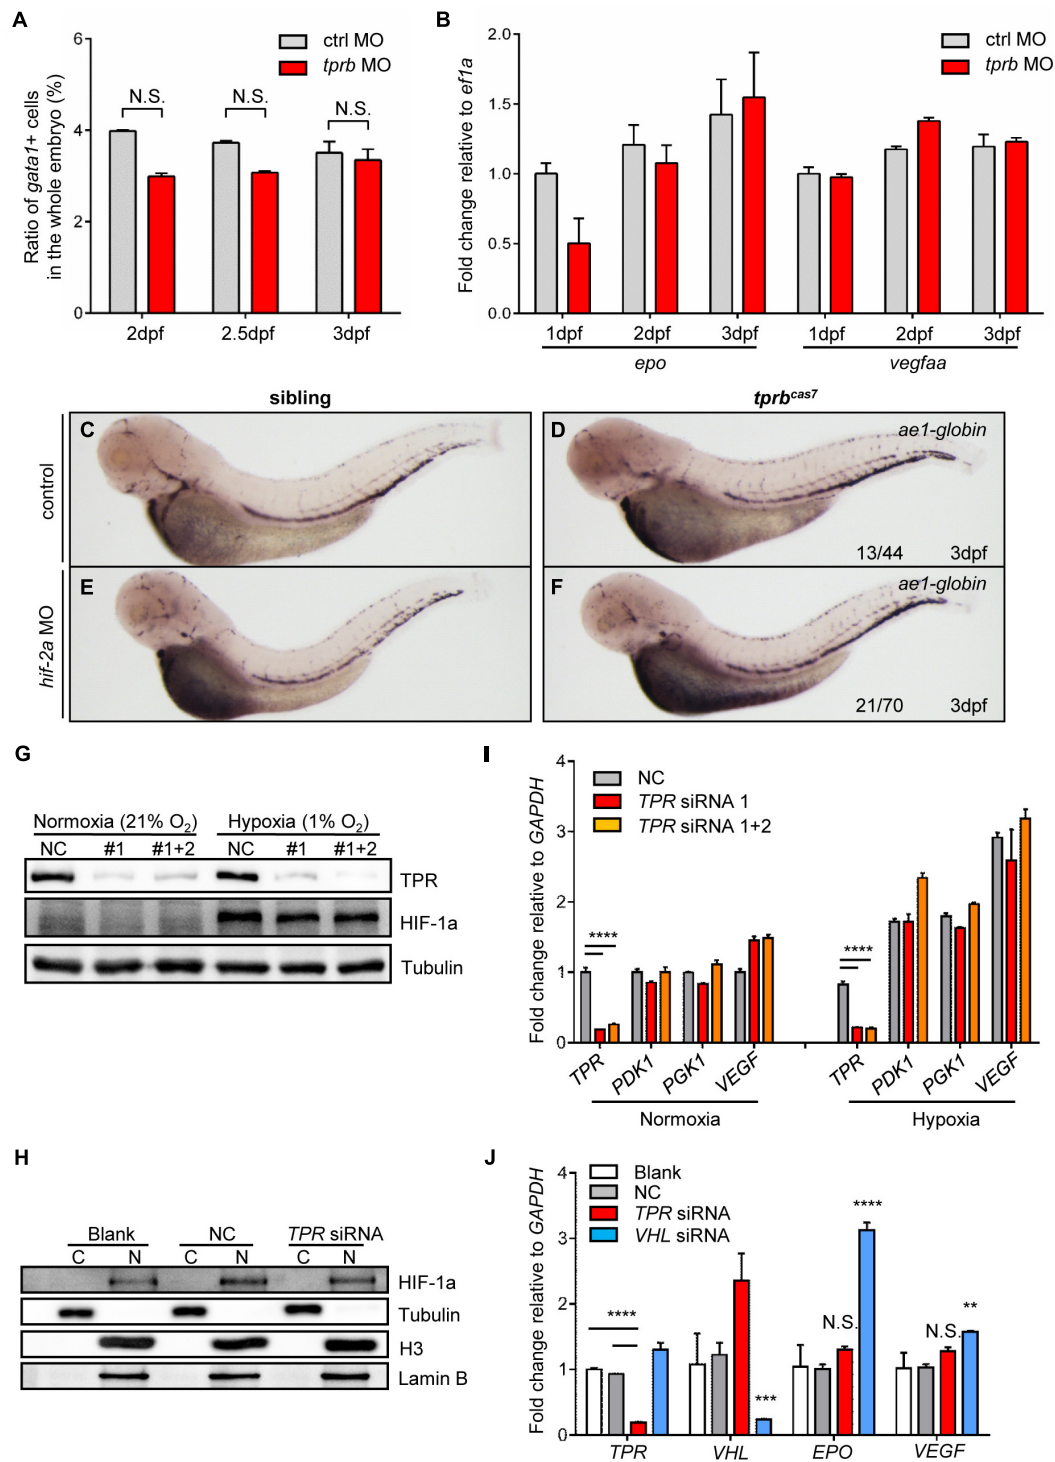 A
6
4
2
0
Ratio of gata1+ cells
in the whole embryo (%)
ctrl MO
tprb MO
N.S.
N.S.
N.S.
2dpf
2.5dpf
3dpf
B
2.0
1.5
1.0
0.5
0.0
Fold change relative to ef1a
ctrl MO
tprb MO
1dpf
2dpf
3dpf
1dpf
2dpf
3dpf
epo
vegfaa
sibling
tprbcas7
control
C
D
ae1-globin
13/44
3dpf
hif-2a MO
E
F
ae1-globin
21/70
3dpf
G
Normoxia (21% O2)
Hypoxia (1% O2)
NC
#1
#1+2
NC
#1
#1+2
TPR
HIF-1a
Tubulin
I
4
3
2
1
0
Fold change relative to GAPDH
NC
TPR siRNA 1
TPR siRNA 1+2
****
****
TPR
PDK1
PGK1
VEGF
TPR
PDK1
PGK1
VEGF
Normoxia
Hypoxia
H
Blank
NC
TPR siRNA
C
N
C
N
C
N
HIF-1a
Tubulin
H3
Lamin B
J
4
3
2
1
0
Fold change relative to GAPDH
Blank
NC
TPR siRNA
VHL siRNA
****
***
N.S.
****
N.S.
**
TPR
VHL
EPO
VEGF